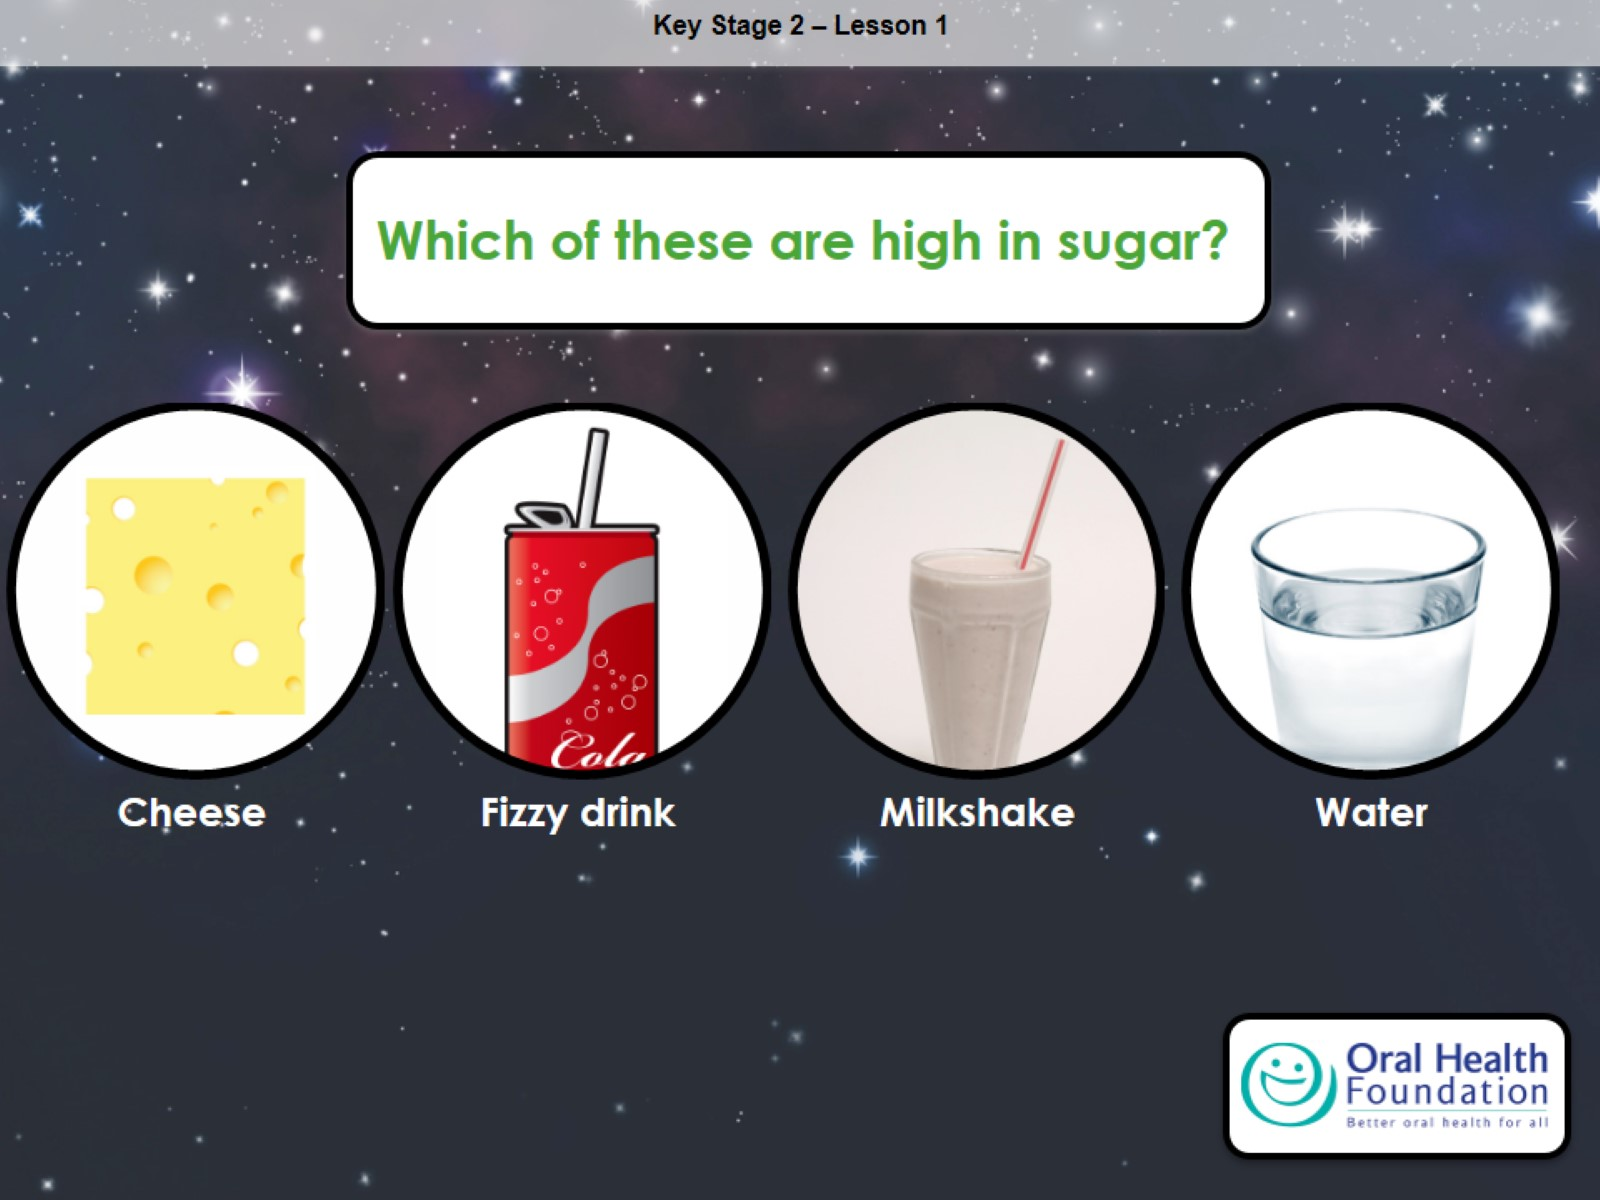 Key Stage 2 – Lesson 1
Which of these are high in sugar?
Cola
Cheese
Fizzy drink
Milkshake
Water
Oral Health
Foundation
Better oral health for all